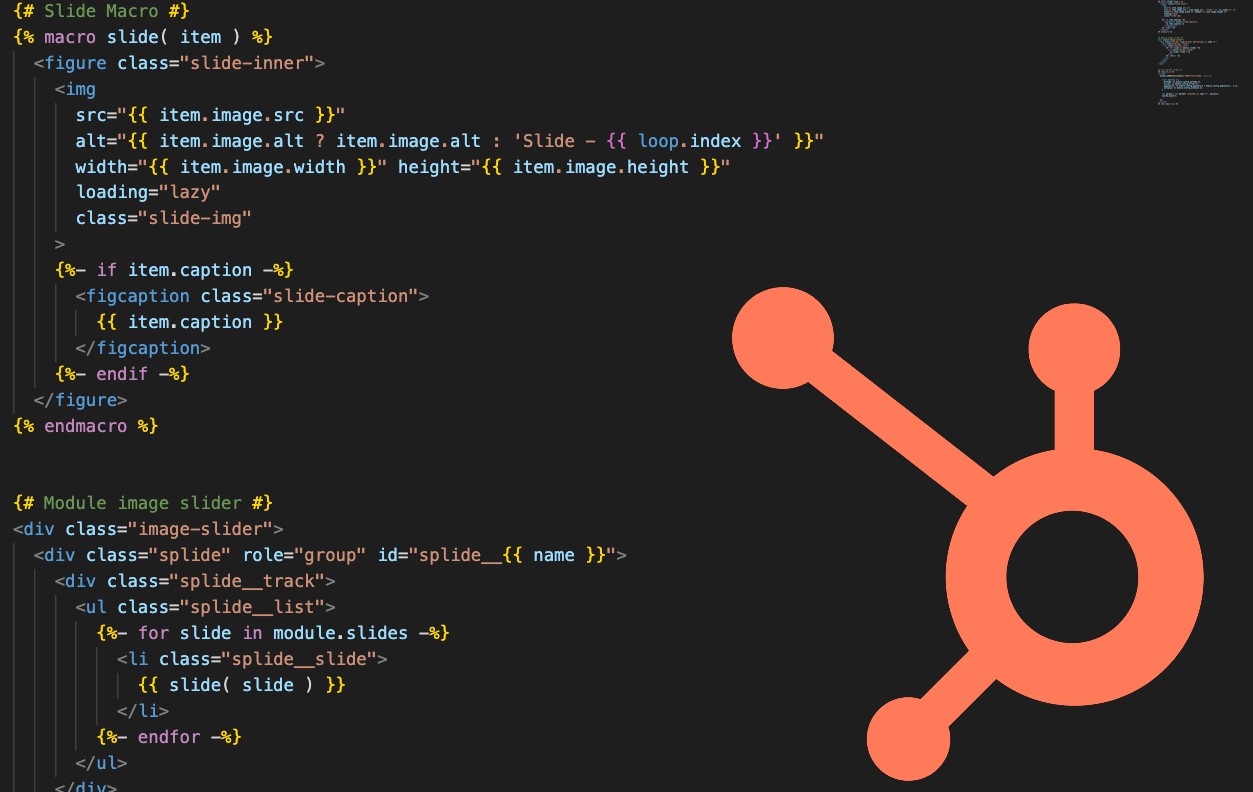 {# Slide Macro #}
{% macro slide( item ) %}
<figure class="slide-inner">
<img
src="{{ item.image.src }}"
alt="{{ item.image.alt ? item.image.alt : 'Slide - {{ loop.index }}' }}"
width="{{ item.image.width }}" height="{{ item.image.height }}"
loading="lazy"
class="slide-img"
>
{%- if item.caption -%}
<figcaption class="slide-caption">
{{ item.caption }}
</figcaption>
{%- endif -%}
</figure>
{% endmacro %}
{# Module image slider #}
<div class="image-slider">
<div class="splide" role="group" id="splide__{{ name }}">
<div class="splide__track">
<ul class="splide__list">
{%- for slide in module.slides -%}
<li class="splide__slide">
{{ slide( slide ) }}
</li>
{%- endfor -%}
</ul>
</div>